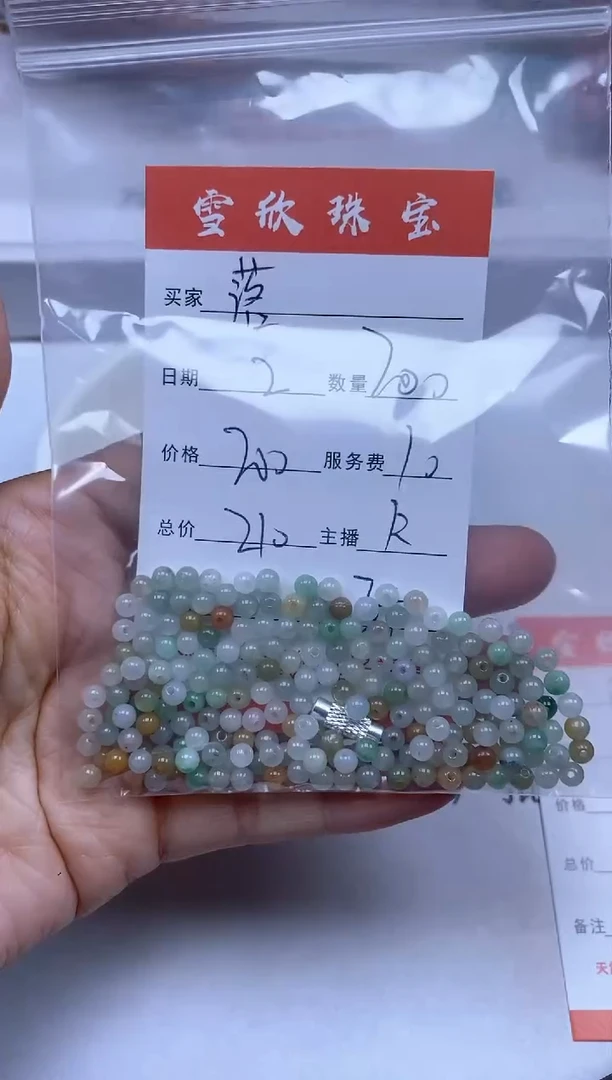 雪欣珠宝
买家 落
日期 2 数量 200
价格 200 服务费 10
总价 210 主播 R
价格
总价
备注